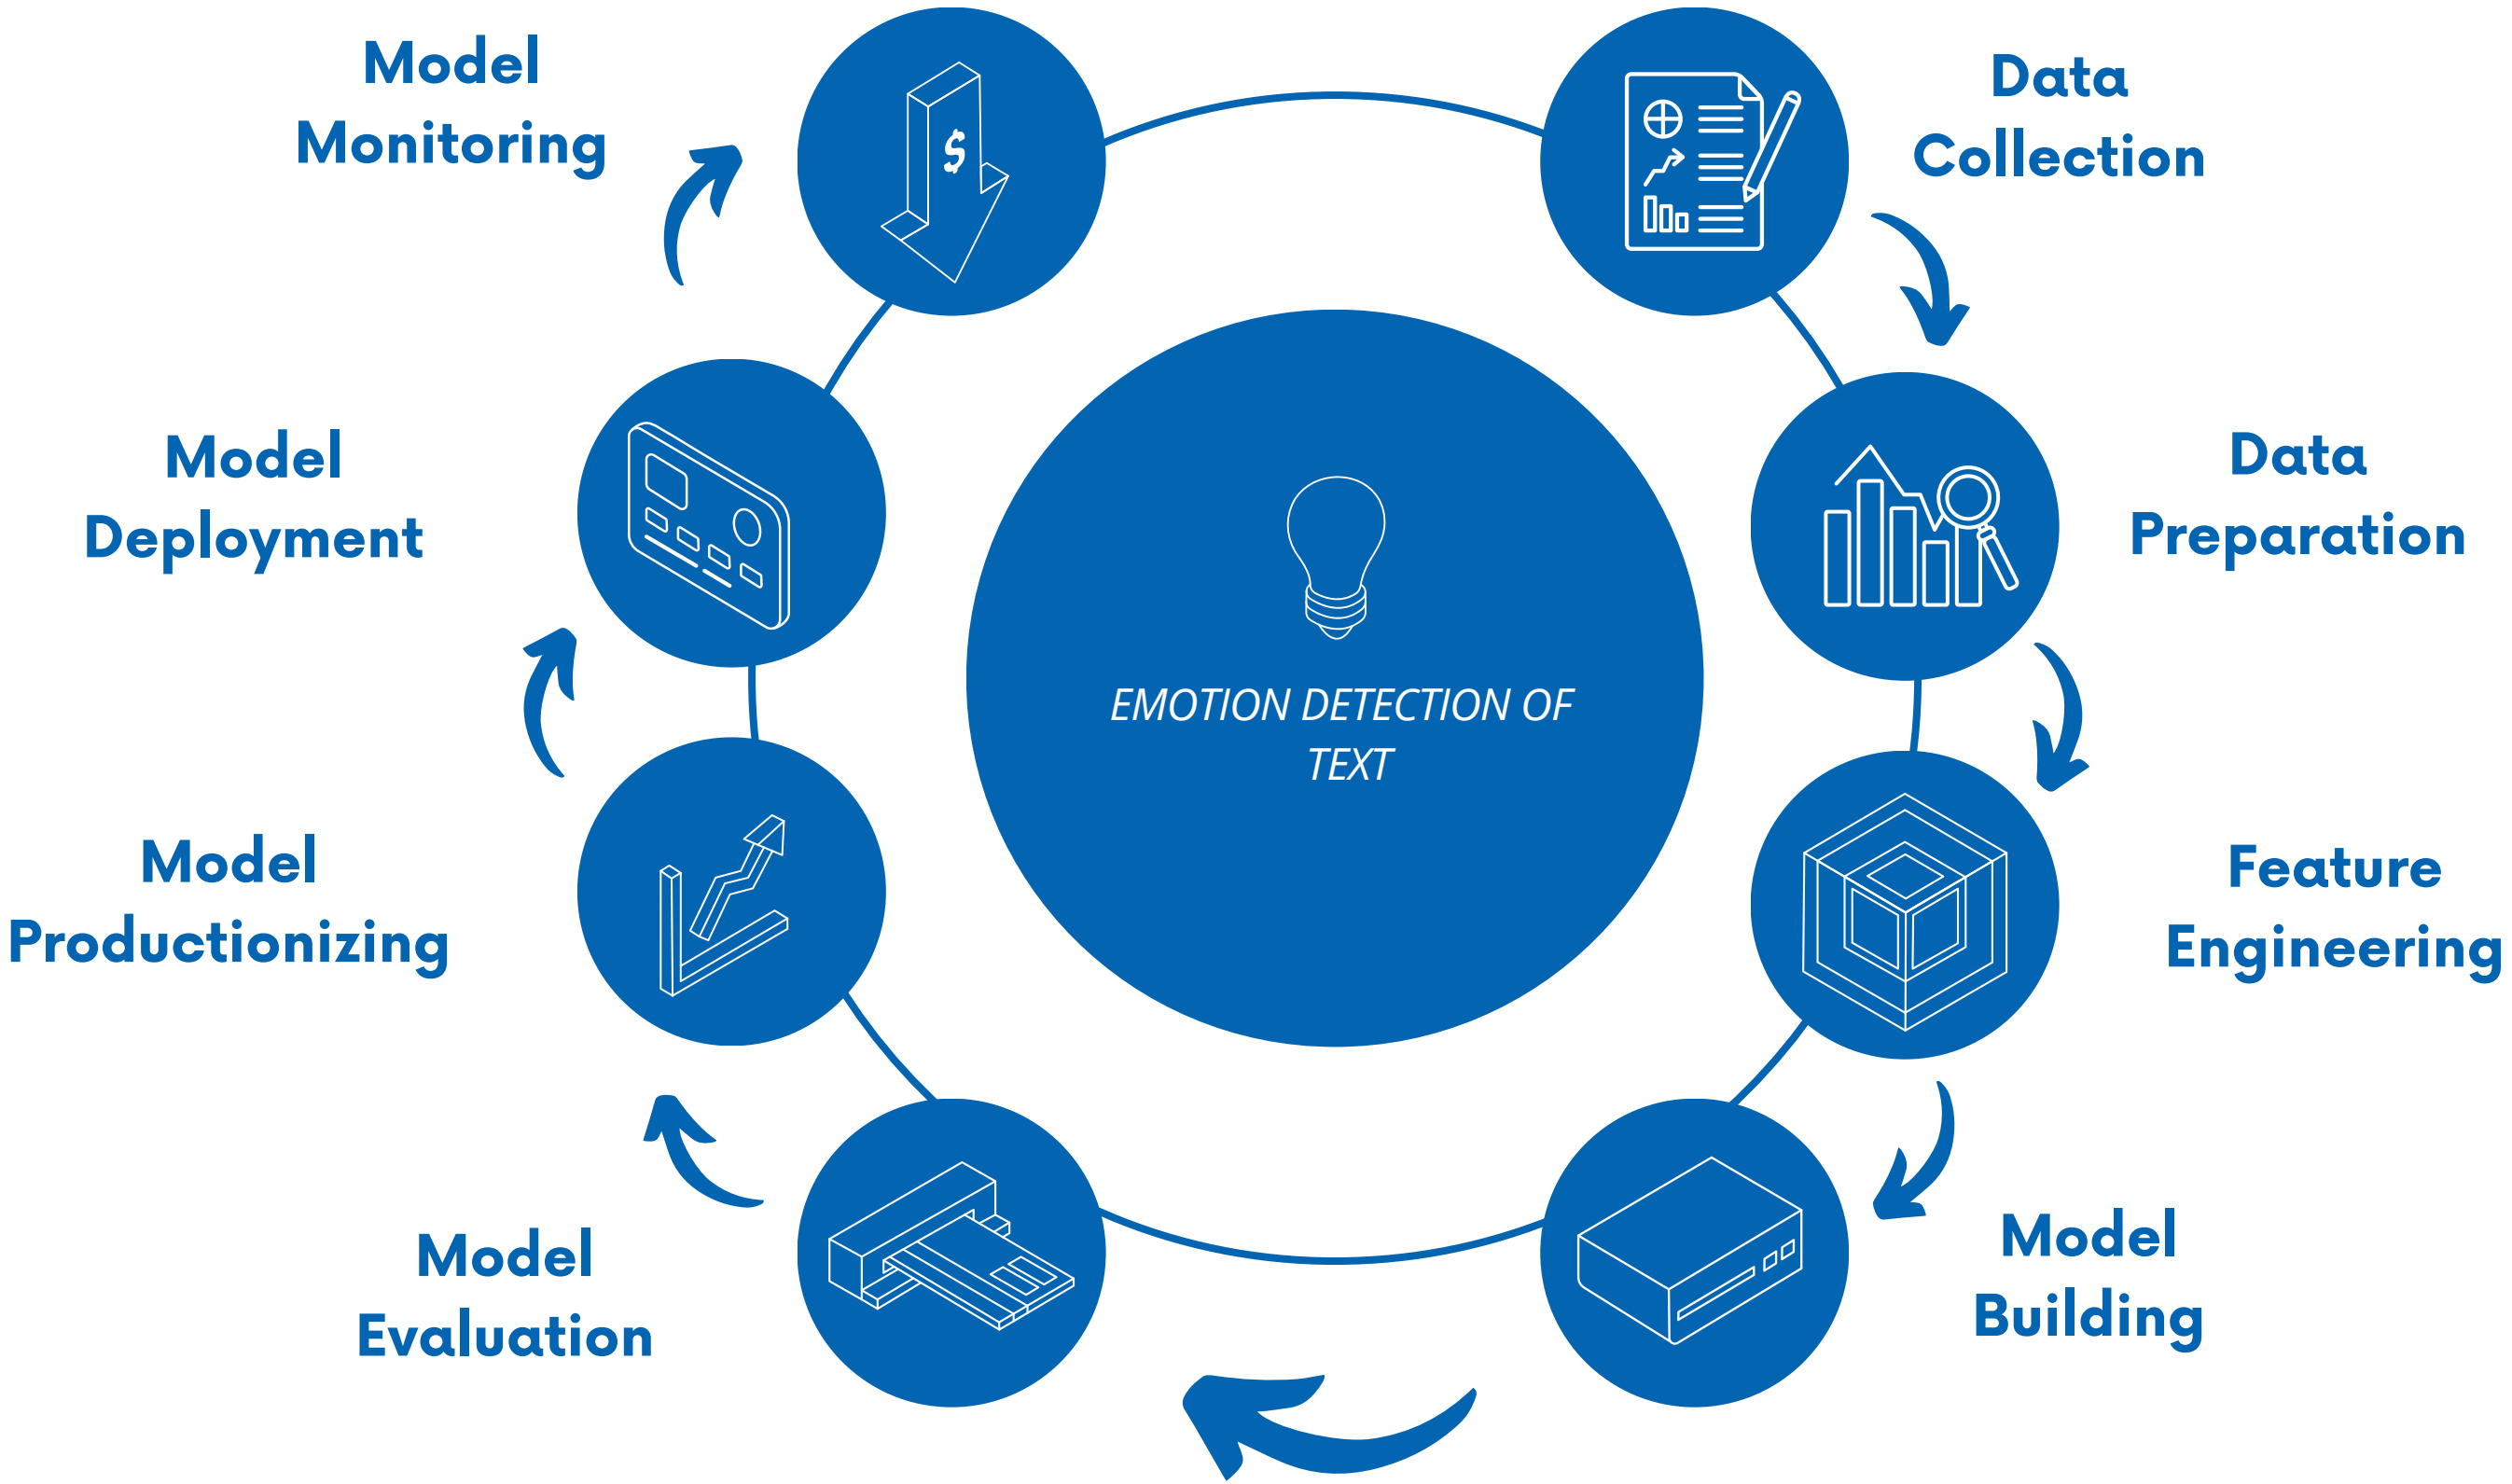 Model
Monitoring
Data
Collection
Model
Deployment
Data
Preparation
$
EMOTION DETECTION OF
TEXT
Model
Productionizing
Feature
Engineering
Model
Evaluation
Model
Building